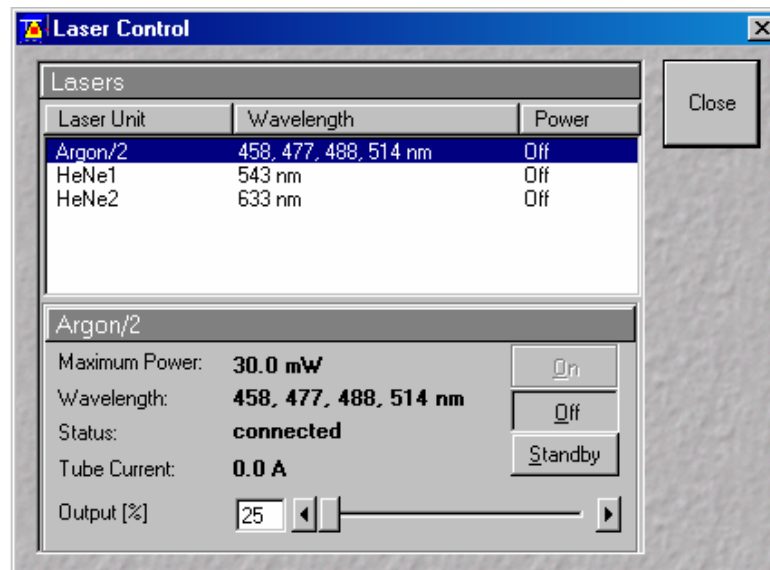 Laser Control
Close
Lasers
Laser Unit Wavelength Power
Argon/2 458, 477, 488, 514 nm Off
HeNe1 543 nm Off
HeNe2 633 nm Off
Argon/2
Maximum Power: 30.0 mW On
Wavelength: 458, 477, 488, 514 nm Off
Status: connected
Standby
Tube Current: 0.0 A
Output [%] 25